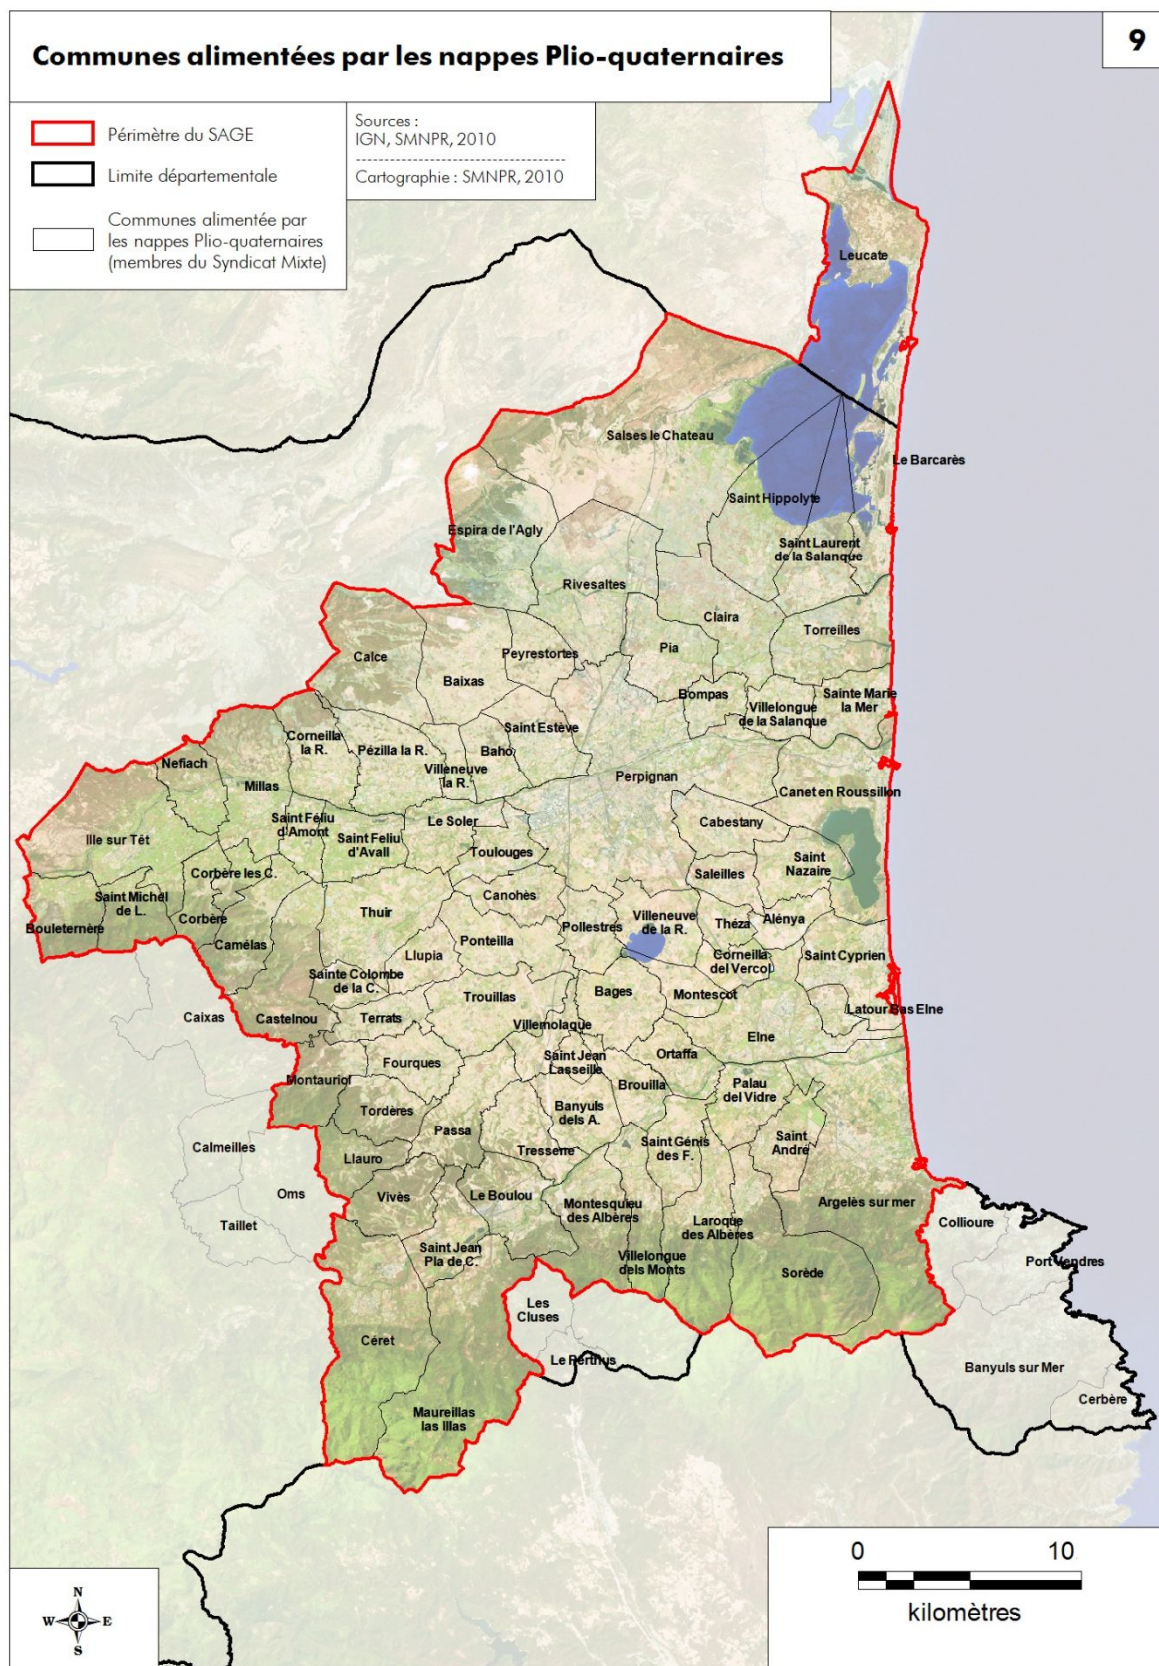 Communes alimentées par les nappes Plio-quaternaires
9
Périmètre du SAGE
Limite départementale
Communes alimentée par
les nappes Plio-quaternaires
(membres du Syndicat Mixte)
Sources :
IGN, SMNPR, 2010
Cartographie : SMNPR, 2010
Leucate
Salses le Chateau
Le Barcarès
Saint Hippolyte
Espira de l'Agly
Saint Laurent
de la Salanque
Rivesaltes
Claira
Torreilles
Pia
Peyrestortes
Calce
Baixas
Bompas
Villelongue
de la Salanque
Sainte Marie
la Mer
Saint Estève
Corneilla
la R.
Pézilla la R.
Baho
Villeneuve
la R.
Nefiach
Millas
Perpignan
Canet en Roussillon
Ille sur Têt
Saint Féliu
d'Amont
Saint Feliu
d'Avall
Le Soler
Toulouges
Cabestany
Saint
Nazaire
Corbère les C.
Saleilles
Saint Michel
de L.
Canohès
Bouleternère
Corbère
Thuir
Pollestres
Villeneuve
de la R.
Théza
Alénya
Camélas
Llupia
Ponteilla
Corneilla
del Vercol
Saint Cyprien
Sainte Colombe
de la C.
Trouillas
Bages
Montescot
Latour Bas Elne
Caixas
Castelnou
Terrats
Villemolaque
Elne
Fourques
Saint Jean
Lasseille
Ortaffa
Montauriol
Brouilla
Palau
del Vidre
Tordères
Banyuls
dels A.
Passa
Calmeilles
Llauro
Tresserre
Saint Génis
des F.
Saint
André
Oms
Vivès
Le Boulou
Montesquieu
des Albères
Argelès sur mer
Taillet
Laroque
des Albères
Collioure
Saint Jean
Pla de C.
Villelongue
dels Monts
Sorède
Port Vendres
Les
Cluses
Céret
Le Perthus
Banyuls sur Mer
Cerbère
Maureillas
las Illas
N
W E
S
0 10
kilomètres